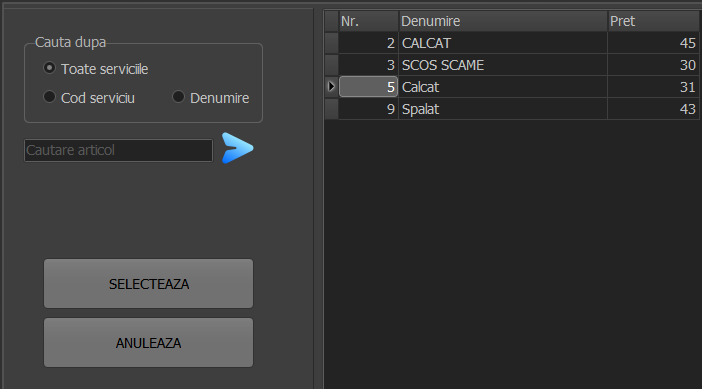 Cauta dupa
Toate serviciile
Cod serviciu Denumire
Cautare articol
SELECTEAZA
ANULEAZA
Nr. Denumire Pret
2 CALCAT 45
3 SCOS SCAME 30
5 Calcat 31
9 Spalat 43